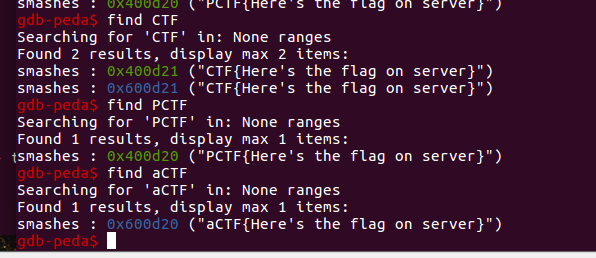 smashes : 0x400d20 ("PCTF{Here's the flag on server}")
gdb-peda$ find CTF
Searching for 'CTF' in: None ranges
Found 2 results, display max 2 items:
smashes : 0x400d21 ("CTF{Here's the flag on server}")
smashes : 0x600d21 ("CTF{Here's the flag on server}")
gdb-peda$ find PCTF
Searching for 'PCTF' in: None ranges
Found 1 results, display max 1 items:
smashes : 0x400d20 ("PCTF{Here's the flag on server}")
gdb-peda$ find aCTF
Searching for 'aCTF' in: None ranges
Found 1 results, display max 1 items:
smashes : 0x600d20 ("aCTF{Here's the flag on server}")
gdb-peda$